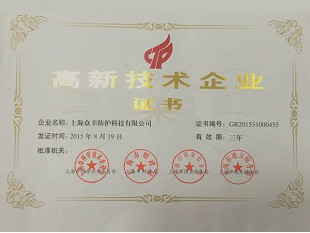 高新技术企业
证书
企业名称：上海众幸防护科技有限公司
证书编号：GR201531000455
发证时间：2015年8月19日
有效期：三年
批准机关：